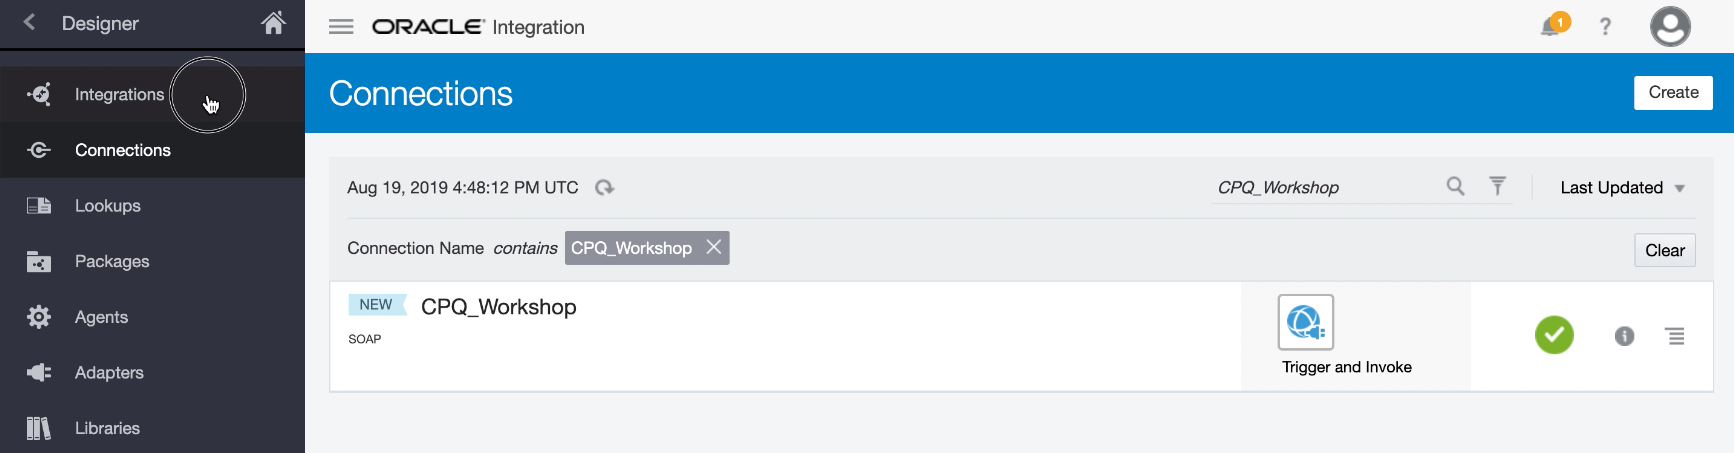 Designer
ORACLE Integration
1
?
Integrations
Connections
Lookups
Packages
Agents
Adapters
Libraries
Connections
Create
Aug 19, 2019 4:48:12 PM UTC
CPQ_Workshop
Last Updated
Connection Name contains CPQ_Workshop
Clear
NEW CPQ_Workshop
SOAP
Trigger and Invoke